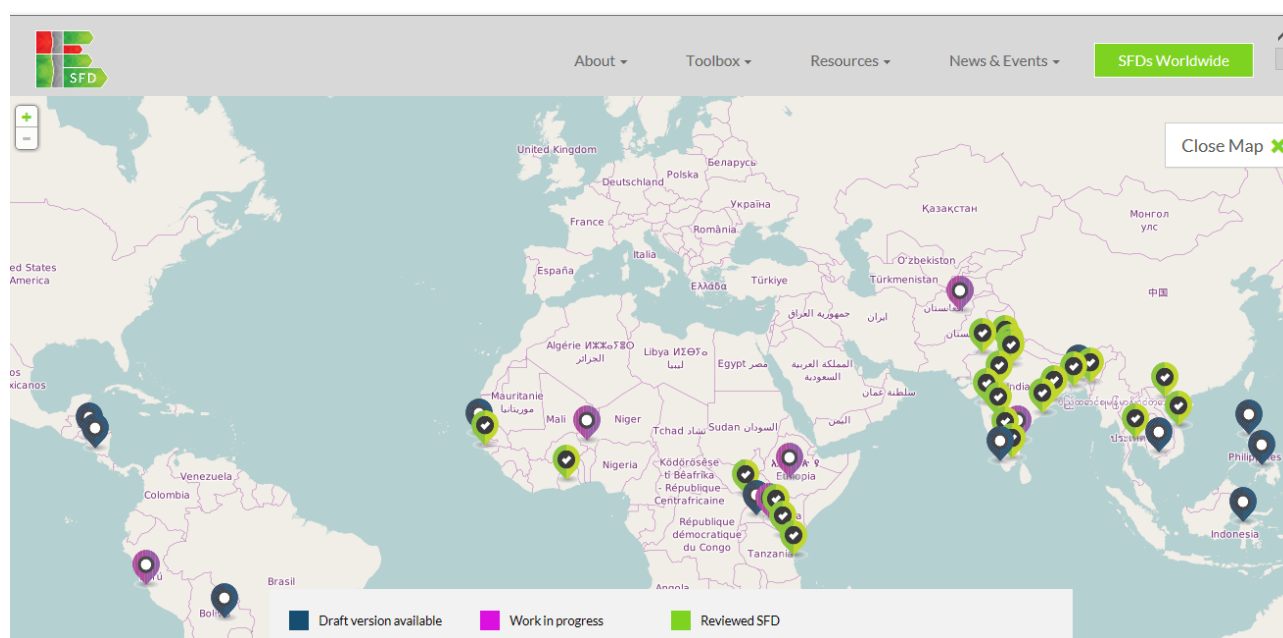 SFD
About
Toolbox
Resources
News & Events
SFDs Worldwide
+
-
Close Map
United Kingdom
Беларусь
Polska
Deutschland
Україна
Қазақстан
Монгол
улс
France
România
Italia
O'zbekiston
ed States
America
España
Ελλάδα
Türkiye
Türkmenistan
中国
افغانستان
ایران
جمهورية العراق
Algérie
الجزائر
Libya
ليبيا
Egypt مصر
المملكة العربية
السعودية
سلطنة عمان
India
xicanos
Mauritanie
موريتانيا
Mali
Niger
Tchad تشاد
Sudan السودان
اليمن
Nigeria
Ködörösêse
tî Bêafrîka
- République
Centrafricaine
Ethiopia
Venezuela
Colombia
République
démocratique
du Congo
Tanzania
Philippines
Indonesia
Brasil
Angola
Draft version available
Work in progress
Reviewed SFD